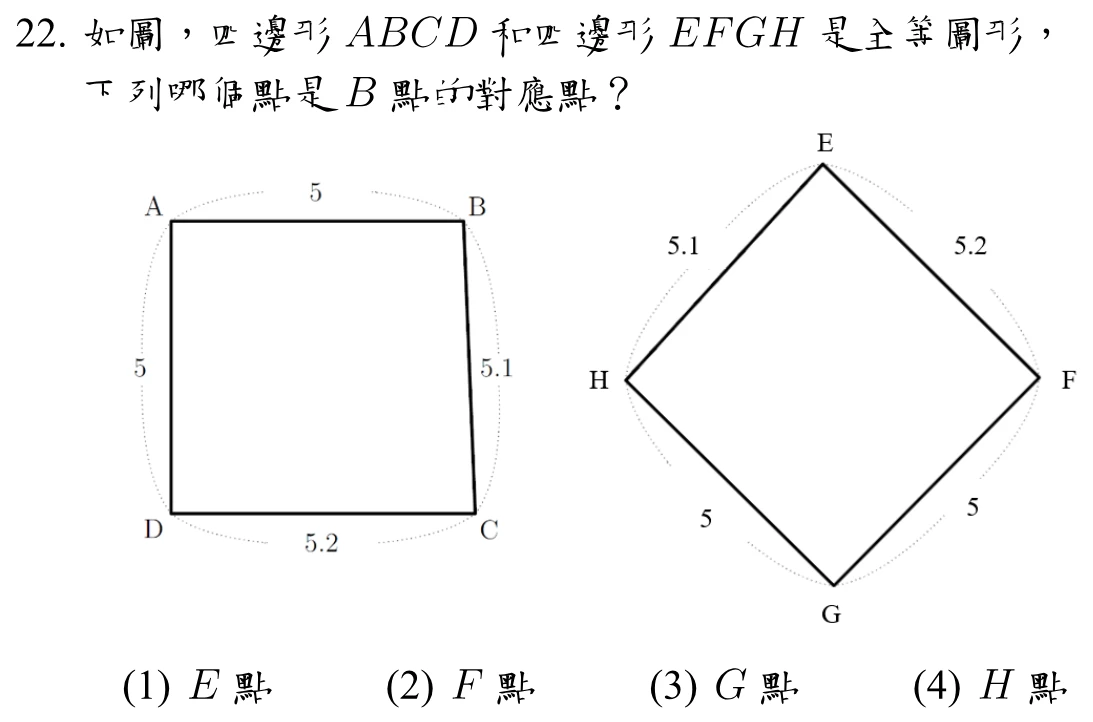 22. 如圖，四邊形 ABCD 和四邊形 EFGH 是全等圖形，
下列哪個點是 B 點的對應點？
A
5
B
5
5.1
D
5.2
C
E
5.1
5.2
H
F
5
5
G
(1) E 點 (2) F 點 (3) G 點 (4) H 點